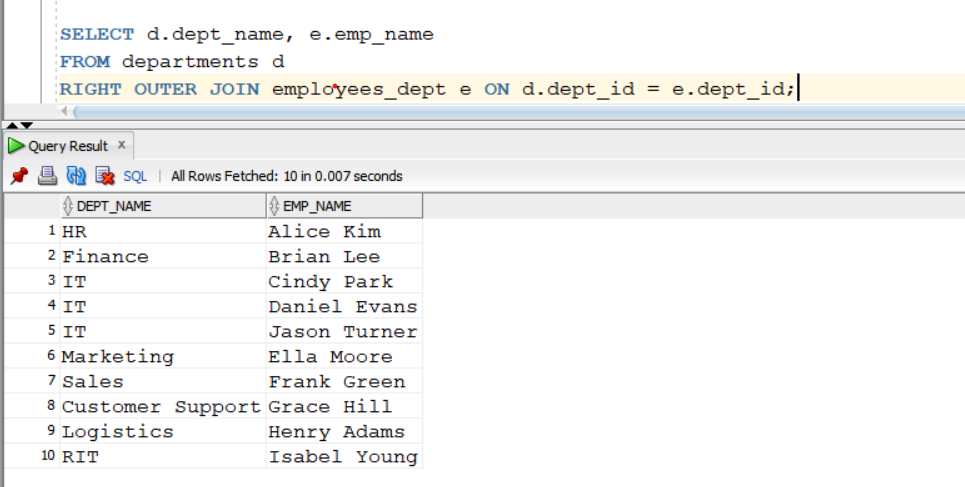 SELECT d.dept_name, e.emp_name
FROM departments d
RIGHT OUTER JOIN employees_dept e ON d.dept_id = e.dept_id;
Query Result x
SQL | All Rows Fetched: 10 in 0.007 seconds
DEPT_NAME EMP_NAME
1 HR Alice Kim
2 Finance Brian Lee
3 IT Cindy Park
4 IT Daniel Evans
5 IT Jason Turner
6 Marketing Ella Moore
7 Sales Frank Green
8 Customer Support Grace Hill
9 Logistics Henry Adams
10 RIT Isabel Young